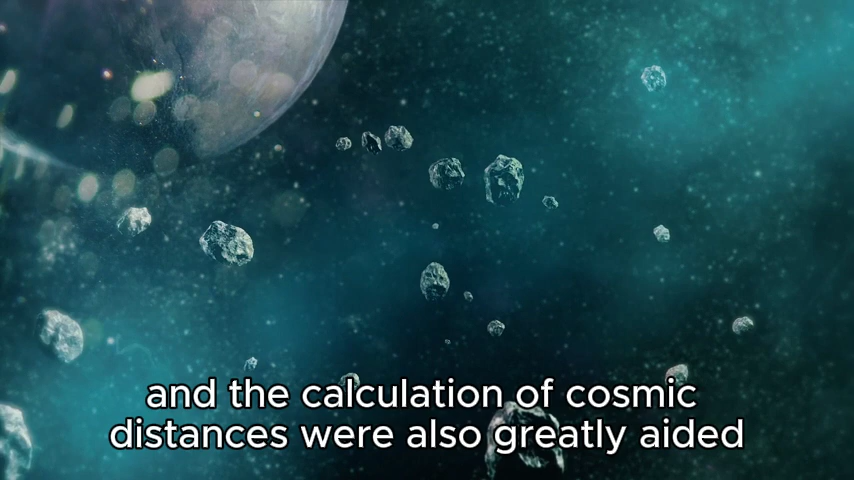 and the calculation of cosmic
distances were also greatly aided